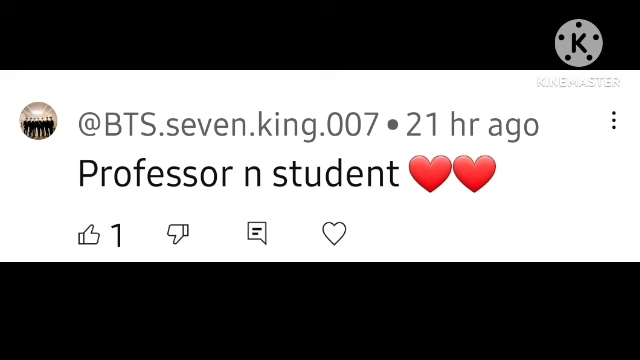 K
KINEMASTER
@BTS.seven.king.007 • 21 hr ago
Professor n student ❤️❤️
1